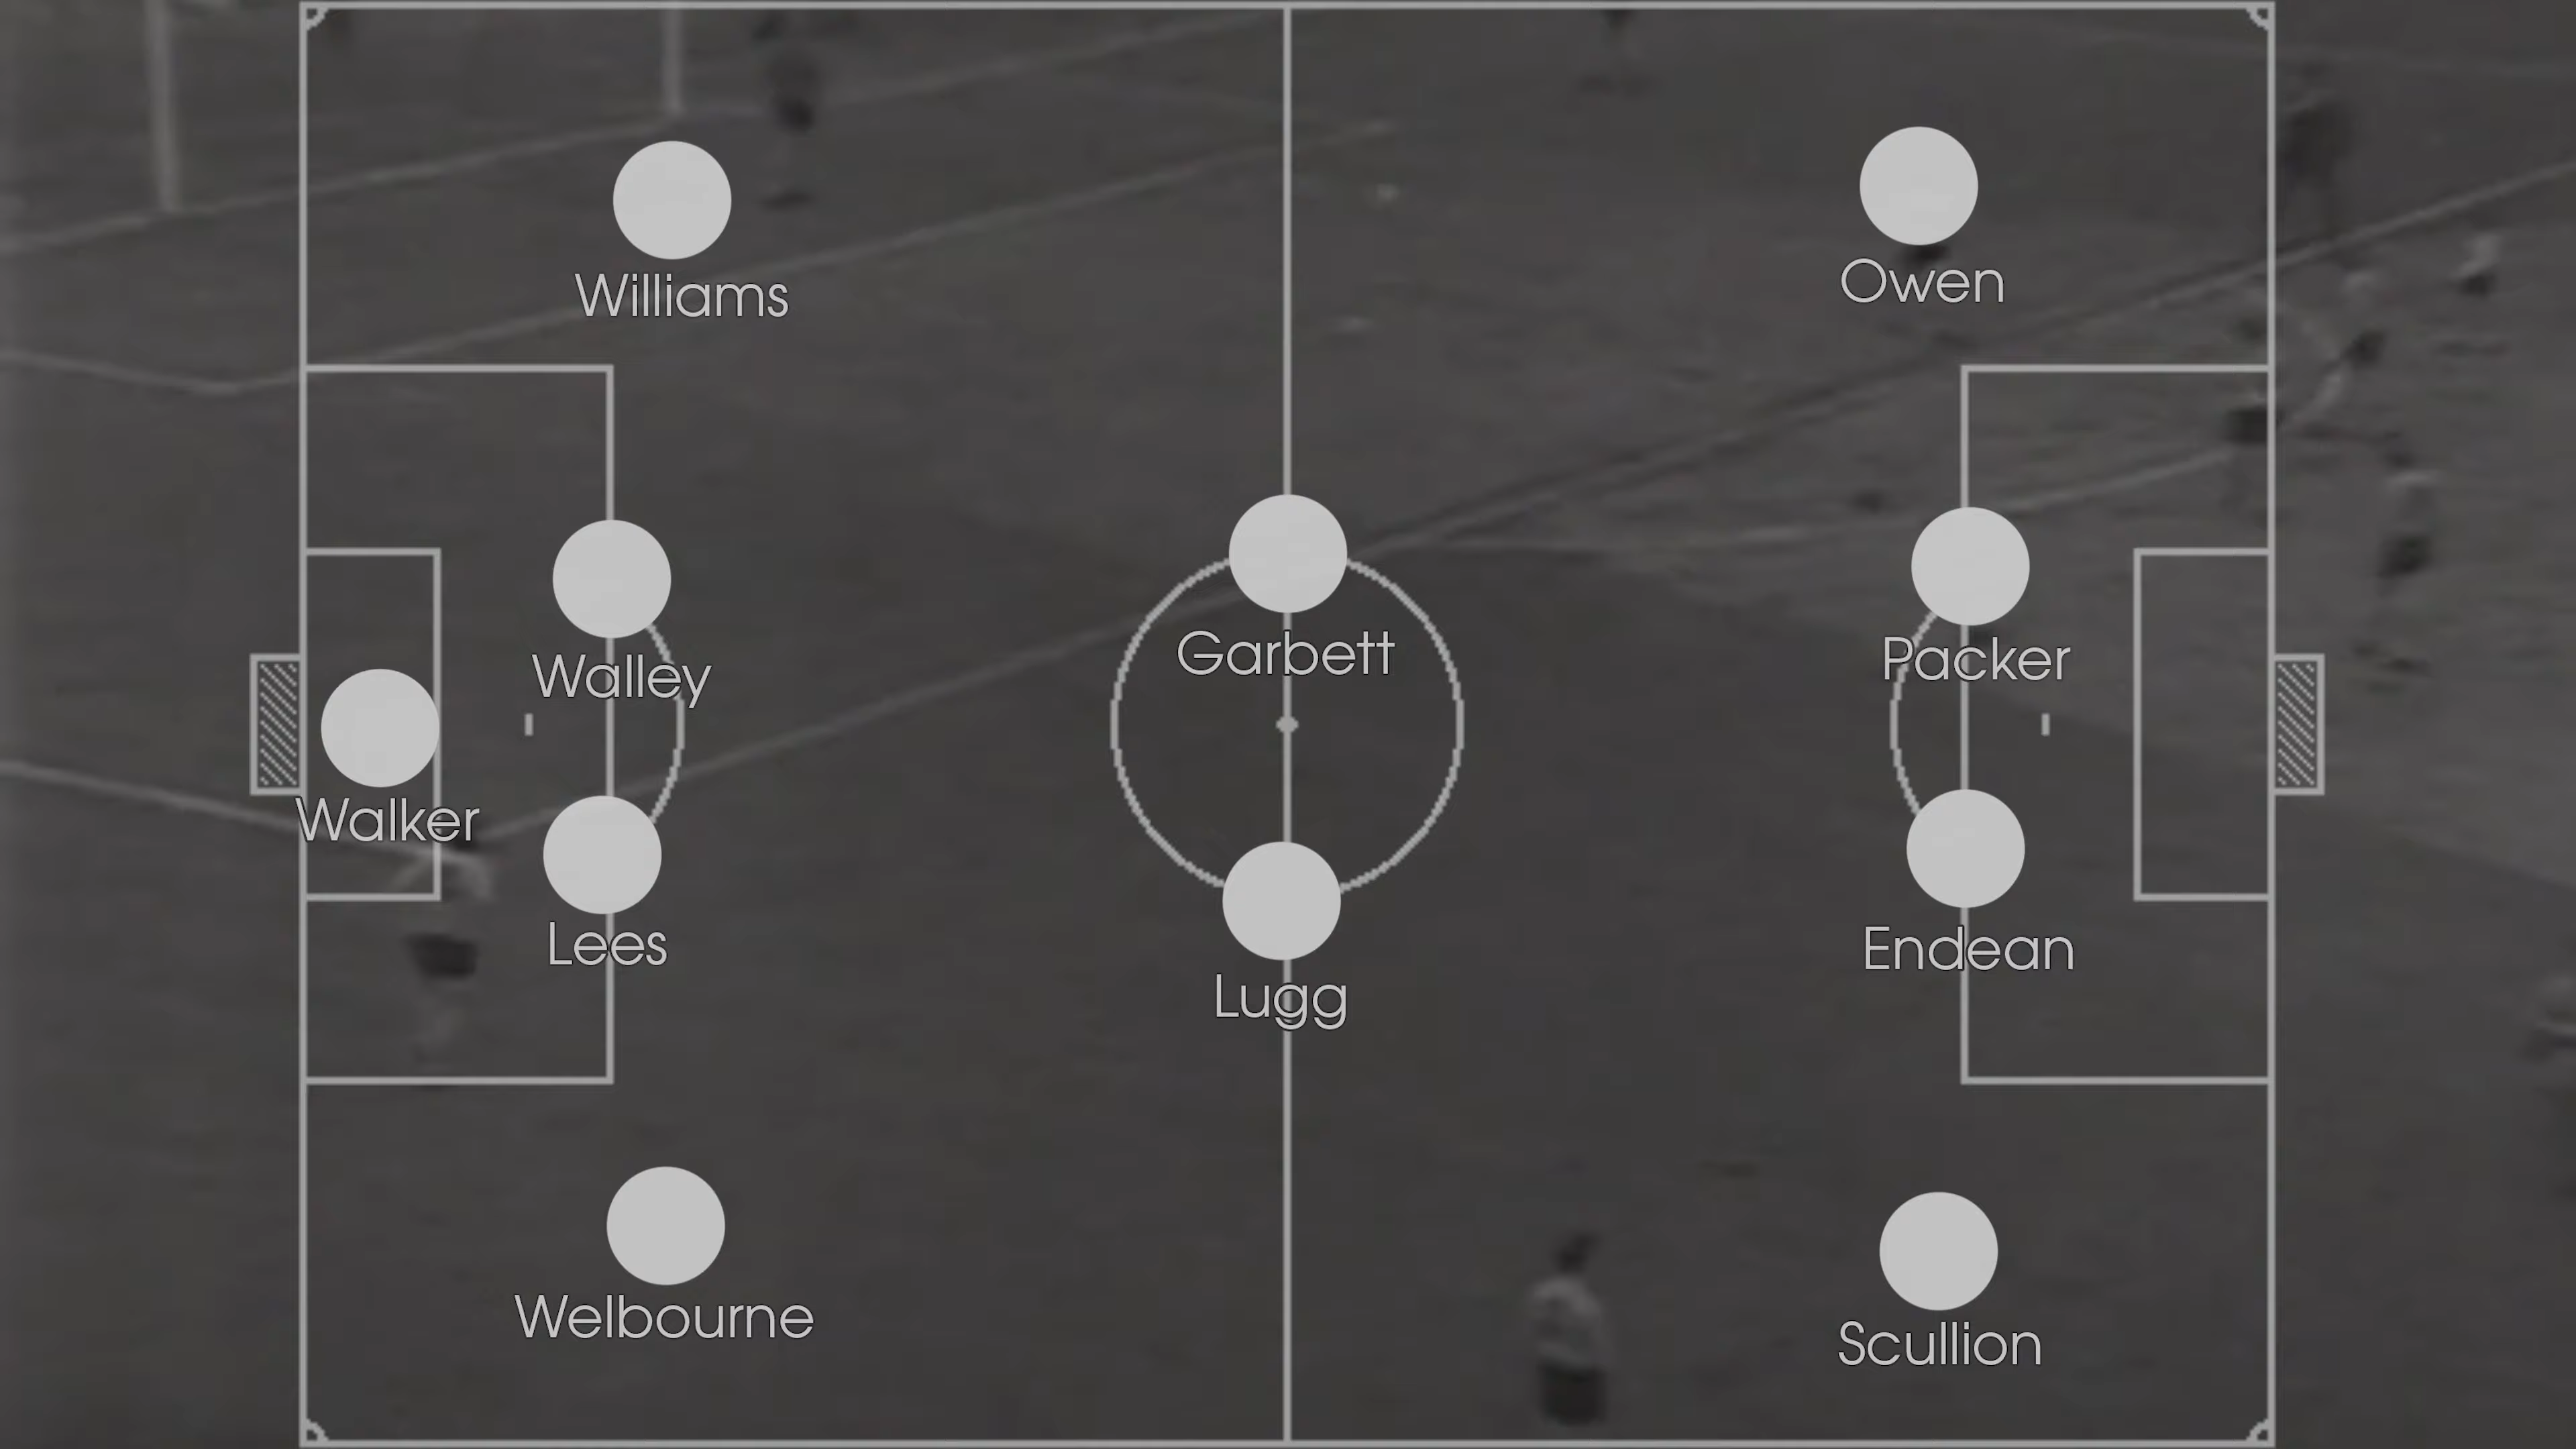 Williams
Owen
Walley
Garbett
Packer
Walker
Lees
Endean
Lugg
Welbourne
Scullion